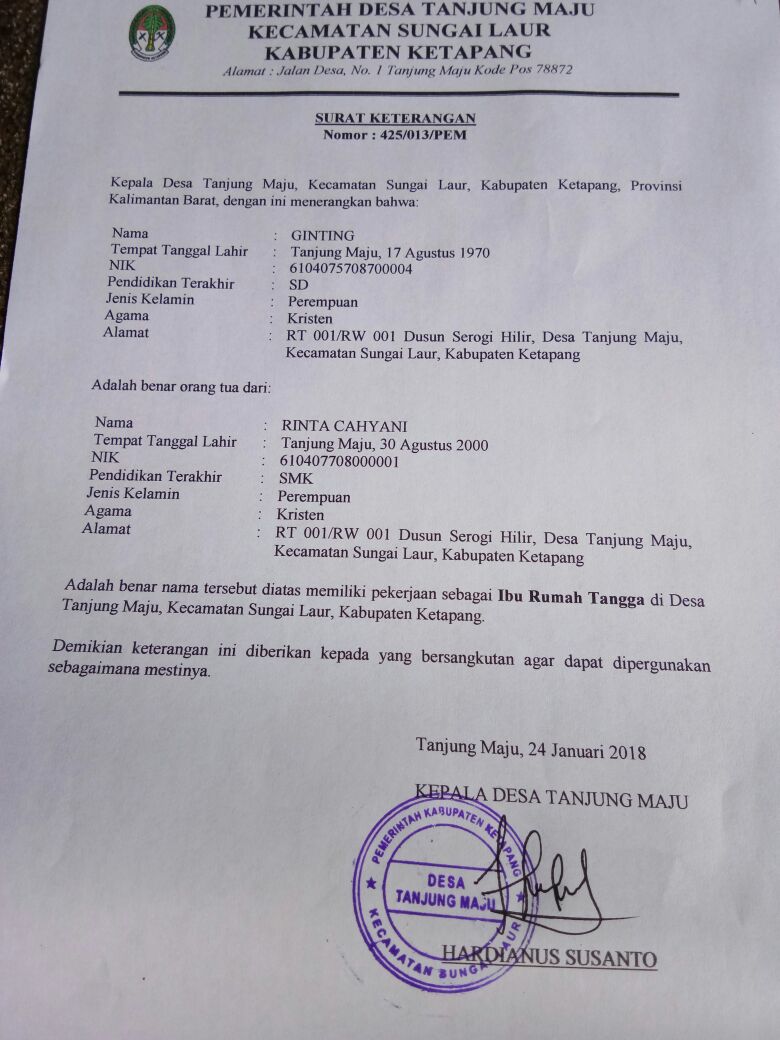 PEMERINTAH DESA TANJUNG MAJU
KECAMATAN SUNGAI LAUR
KABUPATEN KETAPANG
Alamat : Jalan Desa, No. 1 Tanjung Maju Kode Pos 78872
SURAT KETERANGAN
Nomor : 425/013/PEM
Kepala Desa Tanjung Maju, Kecamatan Sungai Laur, Kabupaten Ketapang, Provinsi
Kalimantan Barat, dengan ini menerangkan bahwa:
Nama : GINTING
Tempat Tanggal Lahir : Tanjung Maju, 17 Agustus 1970
NIK : 6104075708700004
Pendidikan Terakhir : SD
Jenis Kelamin : Perempuan
Agama : Kristen
Alamat : RT 001/RW 001 Dusun Serogi Hilir, Desa Tanjung Maju,
Kecamatan Sungai Laur, Kabupaten Ketapang
Adalah benar orang tua dari:
Nama : RINTA CAHYANI
Tempat Tanggal Lahir : Tanjung Maju, 30 Agustus 2000
NIK : 610407708000001
Pendidikan Terakhir : SMK
Jenis Kelamin : Perempuan
Agama : Kristen
Alamat : RT 001/RW 001 Dusun Serogi Hilir, Desa Tanjung Maju,
Kecamatan Sungai Laur, Kabupaten Ketapang
Adalah benar nama tersebut diatas memiliki pekerjaan sebagai Ibu Rumah Tangga di Desa
Tanjung Maju, Kecamatan Sungai Laur, Kabupaten Ketapang.
Demikian keterangan ini diberikan kepada yang bersangkutan agar dapat dipergunakan
sebagaimana mestinya.
Tanjung Maju, 24 Januari 2018
KEPALA DESA TANJUNG MAJU
PEMERINTAH KABUPATEN KETAPANG
DESA
TANJUNG MAJU
KECAMATAN SUNGAI LAUR
HARDIANUS SUSANTO